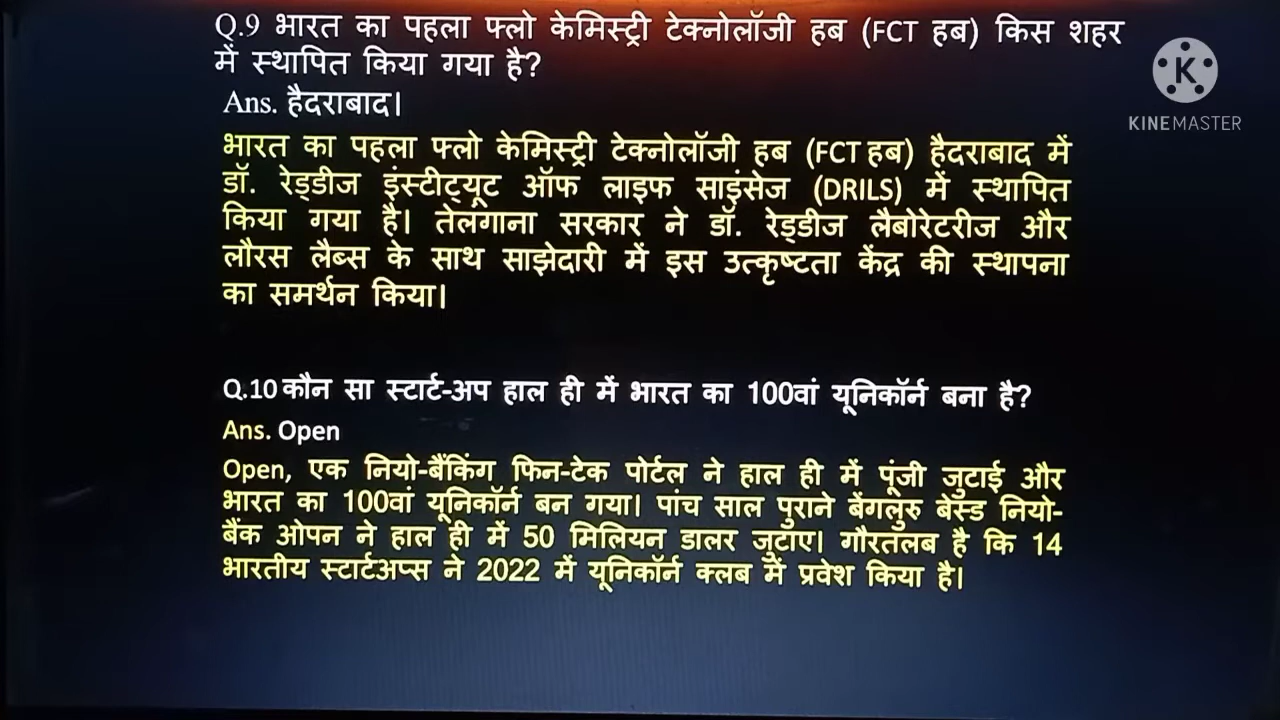 Q.9 भारत का पहला फ्लो केमिस्ट्री टेक्नोलॉजी हब (FCT हब) किस शहर
में स्थापित किया गया है?
Ans. हैदराबाद।
भारत का पहला फ्लो केमिस्ट्री टेक्नोलॉजी हब (FCT हब) हैदराबाद में
डॉ. रेड्डीज इंस्टीट्यूट ऑफ लाइफ साइंसेज (DRILS) में स्थापित
किया गया है। तेलंगाना सरकार ने डॉ. रेड्डीज लैबोरेटरीज और
लौरस लैब्स के साथ साझेदारी में इस उत्कृष्टता केंद्र की स्थापना
का समर्थन किया।
Q.10 कौन सा स्टार्ट-अप हाल ही में भारत का 100वां यूनिकॉर्न बना है?
Ans. Open
Open, एक नियो-बैंकिंग फिन-टेक पोर्टल ने हाल ही में पूंजी जुटाई और
भारत का 100वां यूनिकॉर्न बन गया। पांच साल पुराने बेंगलुरु बेस्ड नियो-
बैंक ओपन ने हाल ही में 50 मिलियन डालर जुटाए। गौरतलब है कि 14
भारतीय स्टार्टअप्स ने 2022 में यूनिकॉर्न क्लब में प्रवेश किया है।
K
KINEMASTER